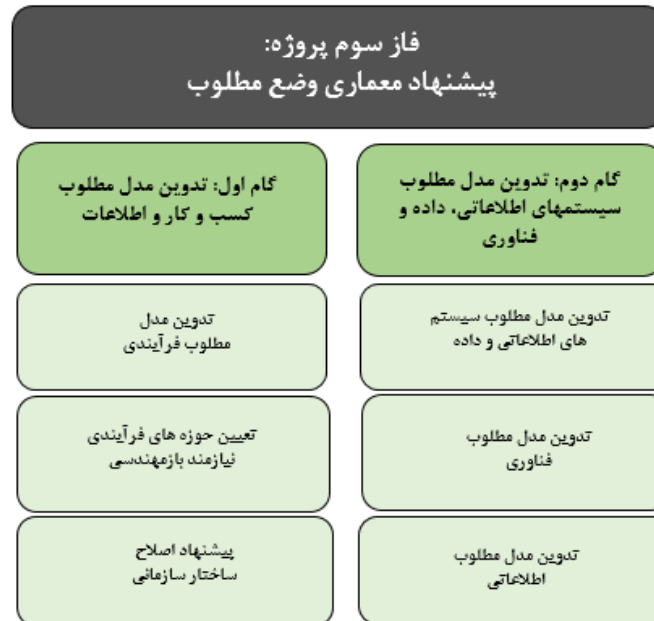 فاز سوم پروژه:
پیشنهاد معماری وضع مطلوب
گام اول: تدوین مدل مطلوب
کسب و کار و اطلاعات
تدوین مدل
مطلوب فرآیندی
تعیین حوزه های فرآیندی
نیازمند بازمهندسی
پیشنهاد اصلاح
ساختار سازمانی
گام دوم: تدوین مدل مطلوب
سیستمهای اطلاعاتی، داده و
فناوری
تدوین مدل مطلوب سیستم
های اطلاعاتی و داده
تدوین مدل مطلوب
فناوری
تدوین مدل مطلوب
اطلاعاتی